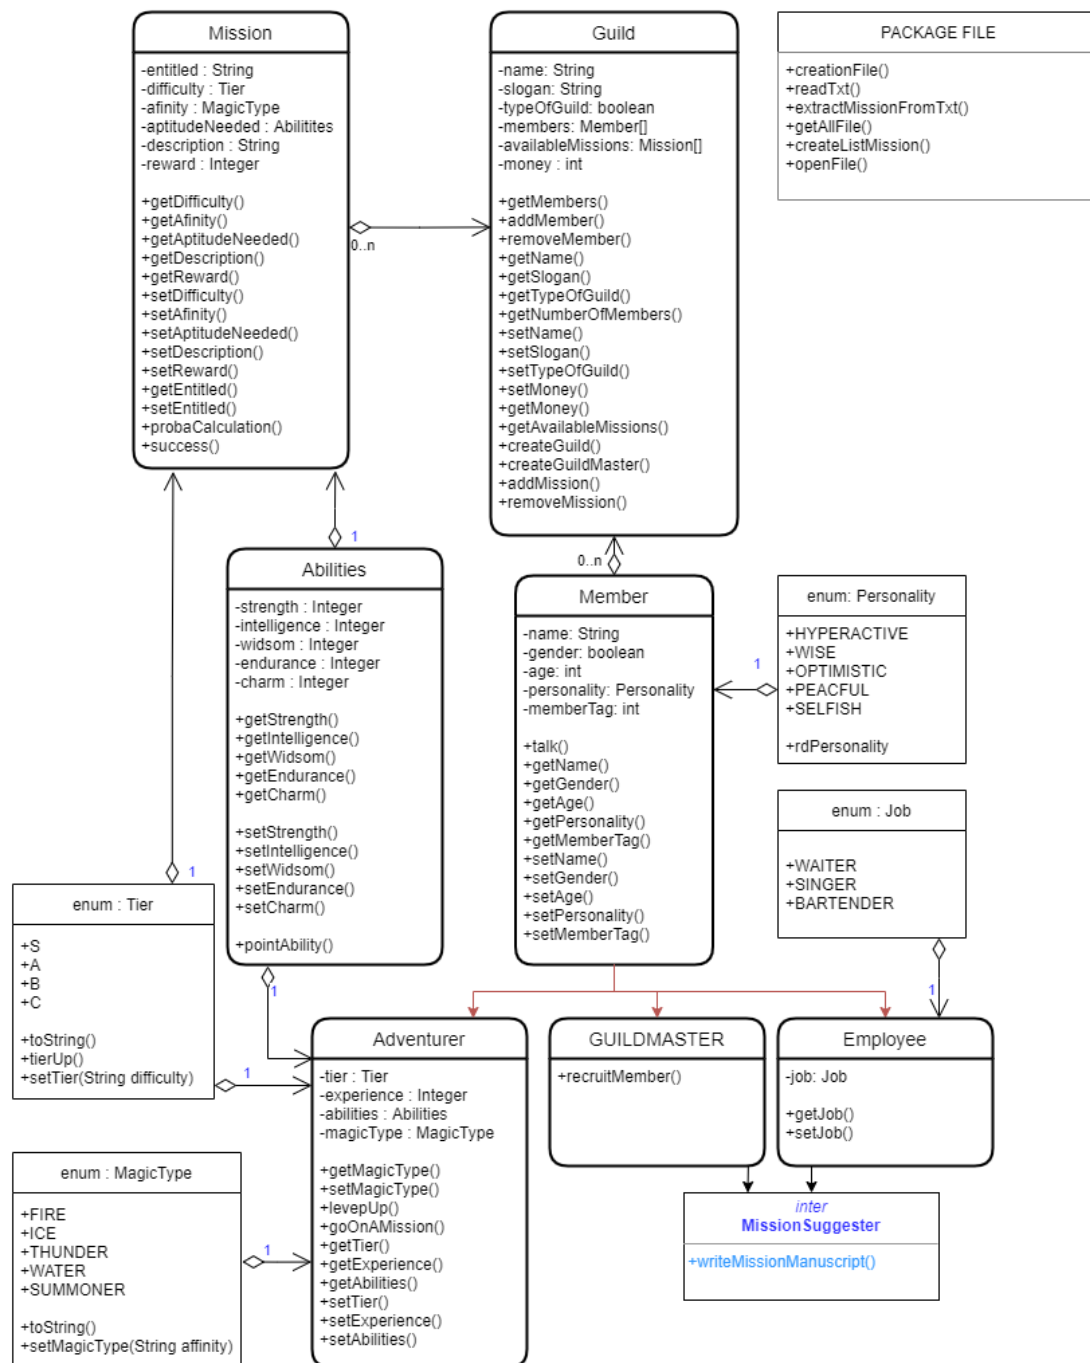 Mission
-entitled : String
-difficulty : Tier
-afinity : MagicType
-aptitudeNeeded : Abilitites
-description : String
-reward : Integer
+getDifficulty()
+getAfinity()
+getAptitudeNeeded()
+getDescription()
+getReward()
+setDifficulty()
+setAfinity()
+setAptitudeNeeded()
+setDescription()
+setReward()
+getEntitled()
+setEntitled()
+probaCalculation()
+success()
0..n
Guild
-name: String
-slogan: String
-typeOfGuild: boolean
-members: Member[]
-availableMissions: Mission[]
-money : int
+getMembers()
+addMember()
+removeMember()
+getName()
+getSlogan()
+getTypeOfGuild()
+getNumberOfMembers()
+setName()
+setSlogan()
+setTypeOfGuild()
+setMoney()
+getMoney()
+getAvailableMissions()
+createGuild()
+createGuildMaster()
+addMission()
+removeMission()
PACKAGE FILE
+creationFile()
+readTxt()
+extractMissionFromTxt()
+getAllFile()
+createListMission()
+openFile()
1
Abilities
-strength : Integer
-intelligence : Integer
-widsom : Integer
-endurance : Integer
-charm : Integer
+getStrength()
+getIntelligence()
+getWidsom()
+getEndurance()
+getCharm()
+setStrength()
+setIntelligence()
+setWidsom()
+setEndurance()
+setCharm()
+pointAbility()
1
0..n
Member
-name: String
-gender: boolean
-age: int
-personality: Personality
-memberTag: int
+talk()
+getName()
+getGender()
+getAge()
+getPersonality()
+getMemberTag()
+setName()
+setGender()
+setAge()
+setPersonality()
+setMemberTag()
1
enum: Personality
+HYPERACTIVE
+WISE
+OPTIMISTIC
+PEACFUL
+SELFISH
+rdPersonality
enum : Job
+WAITER
+SINGER
+BARTENDER
1
1
enum : Tier
+S
+A
+B
+C
+toString()
+tierUp()
+setTier(String difficulty)
1
enum : MagicType
+FIRE
+ICE
+THUNDER
+WATER
+SUMMONER
+toString()
+setMagicType(String affinity)
1
Adventurer
-tier : Tier
-experience : Integer
-abilities : Abilities
-magicType : MagicType
+getMagicType()
+setMagicType()
+levepUp()
+goOnAMission()
+getTier()
+getExperience()
+getAbilities()
+setTier()
+setExperience()
+setAbilities()
GUILDMASTER
+recruitMember()
Employee
-job: Job
+getJob()
+setJob()
inter
MissionSuggester
+writeMissionManuscript()